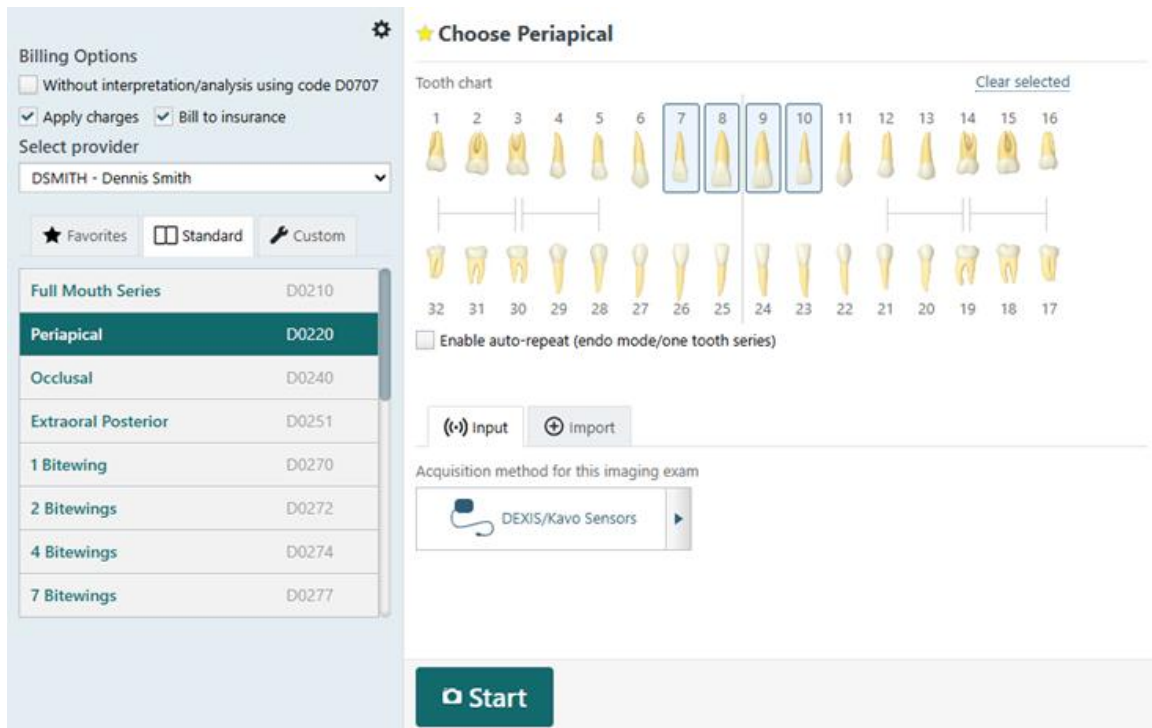 Billing Options
Without interpretation/analysis using code D0707
Apply charges Bill to insurance
Select provider
DSMITH - Dennis Smith
Favorites Standard Custom
Full Mouth Series D0210
Periapical D0220
Occlusal D0240
Extraoral Posterior D0251
1 Bitewing D0270
2 Bitewings D0272
4 Bitewings D0274
7 Bitewings D0277
Choose Periapical
Tooth chart Clear selected
1 2 3 4 5 6 7 8 9 10 11 12 13 14 15 16
32 31 30 29 28 27 26 25 24 23 22 21 20 19 18 17
Enable auto-repeat (endo mode/one tooth series)
Input Import
Acquisition method for this imaging exam
DEXIS/Kavo Sensors
Start